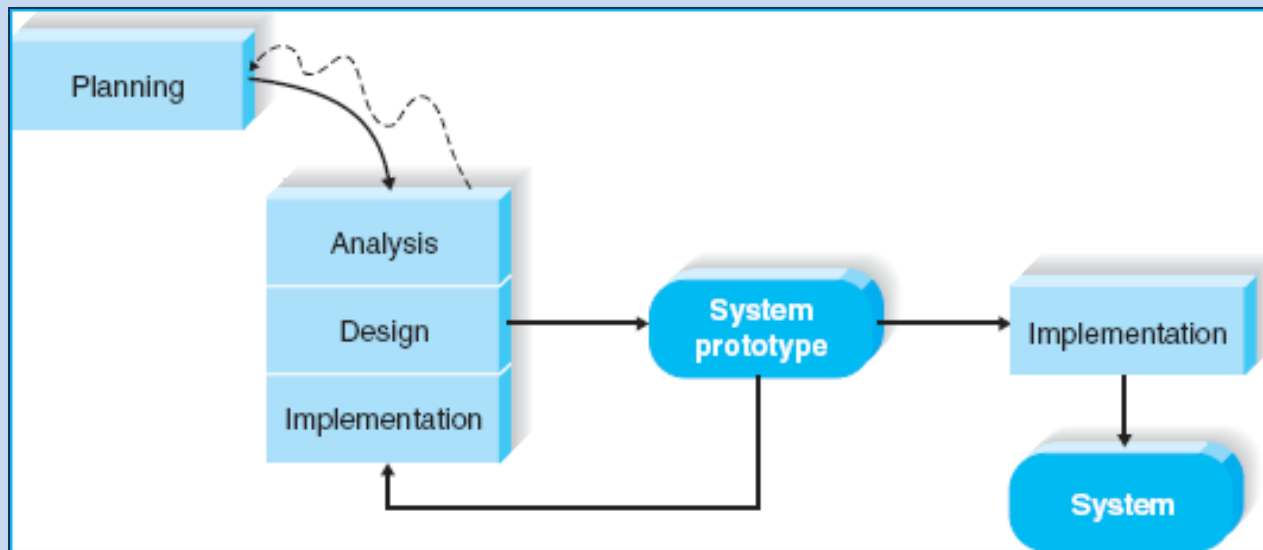 Planning
Analysis
Design
Implementation
System
prototype
Implementation
System